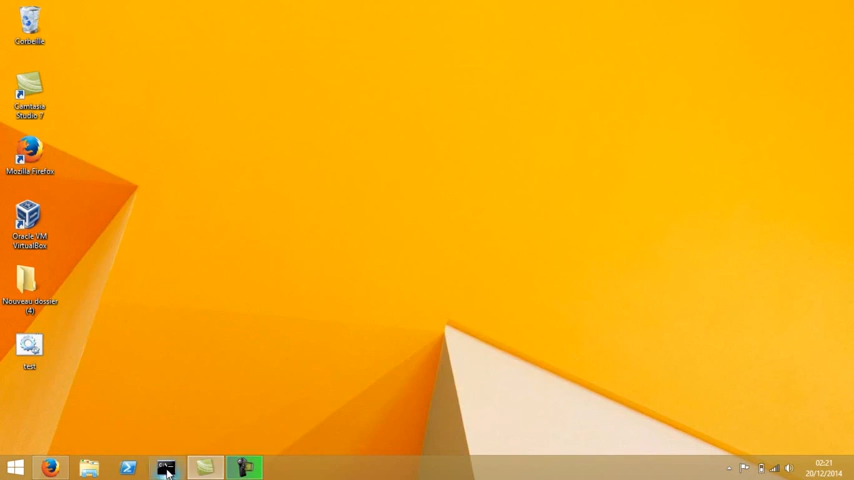 Corbeille
Camtasia
Studio 7
Mozilla Firefox
Oracle VM
VirtualBox
Nouveau dossier
(4)
test
02:21
20/12/2014